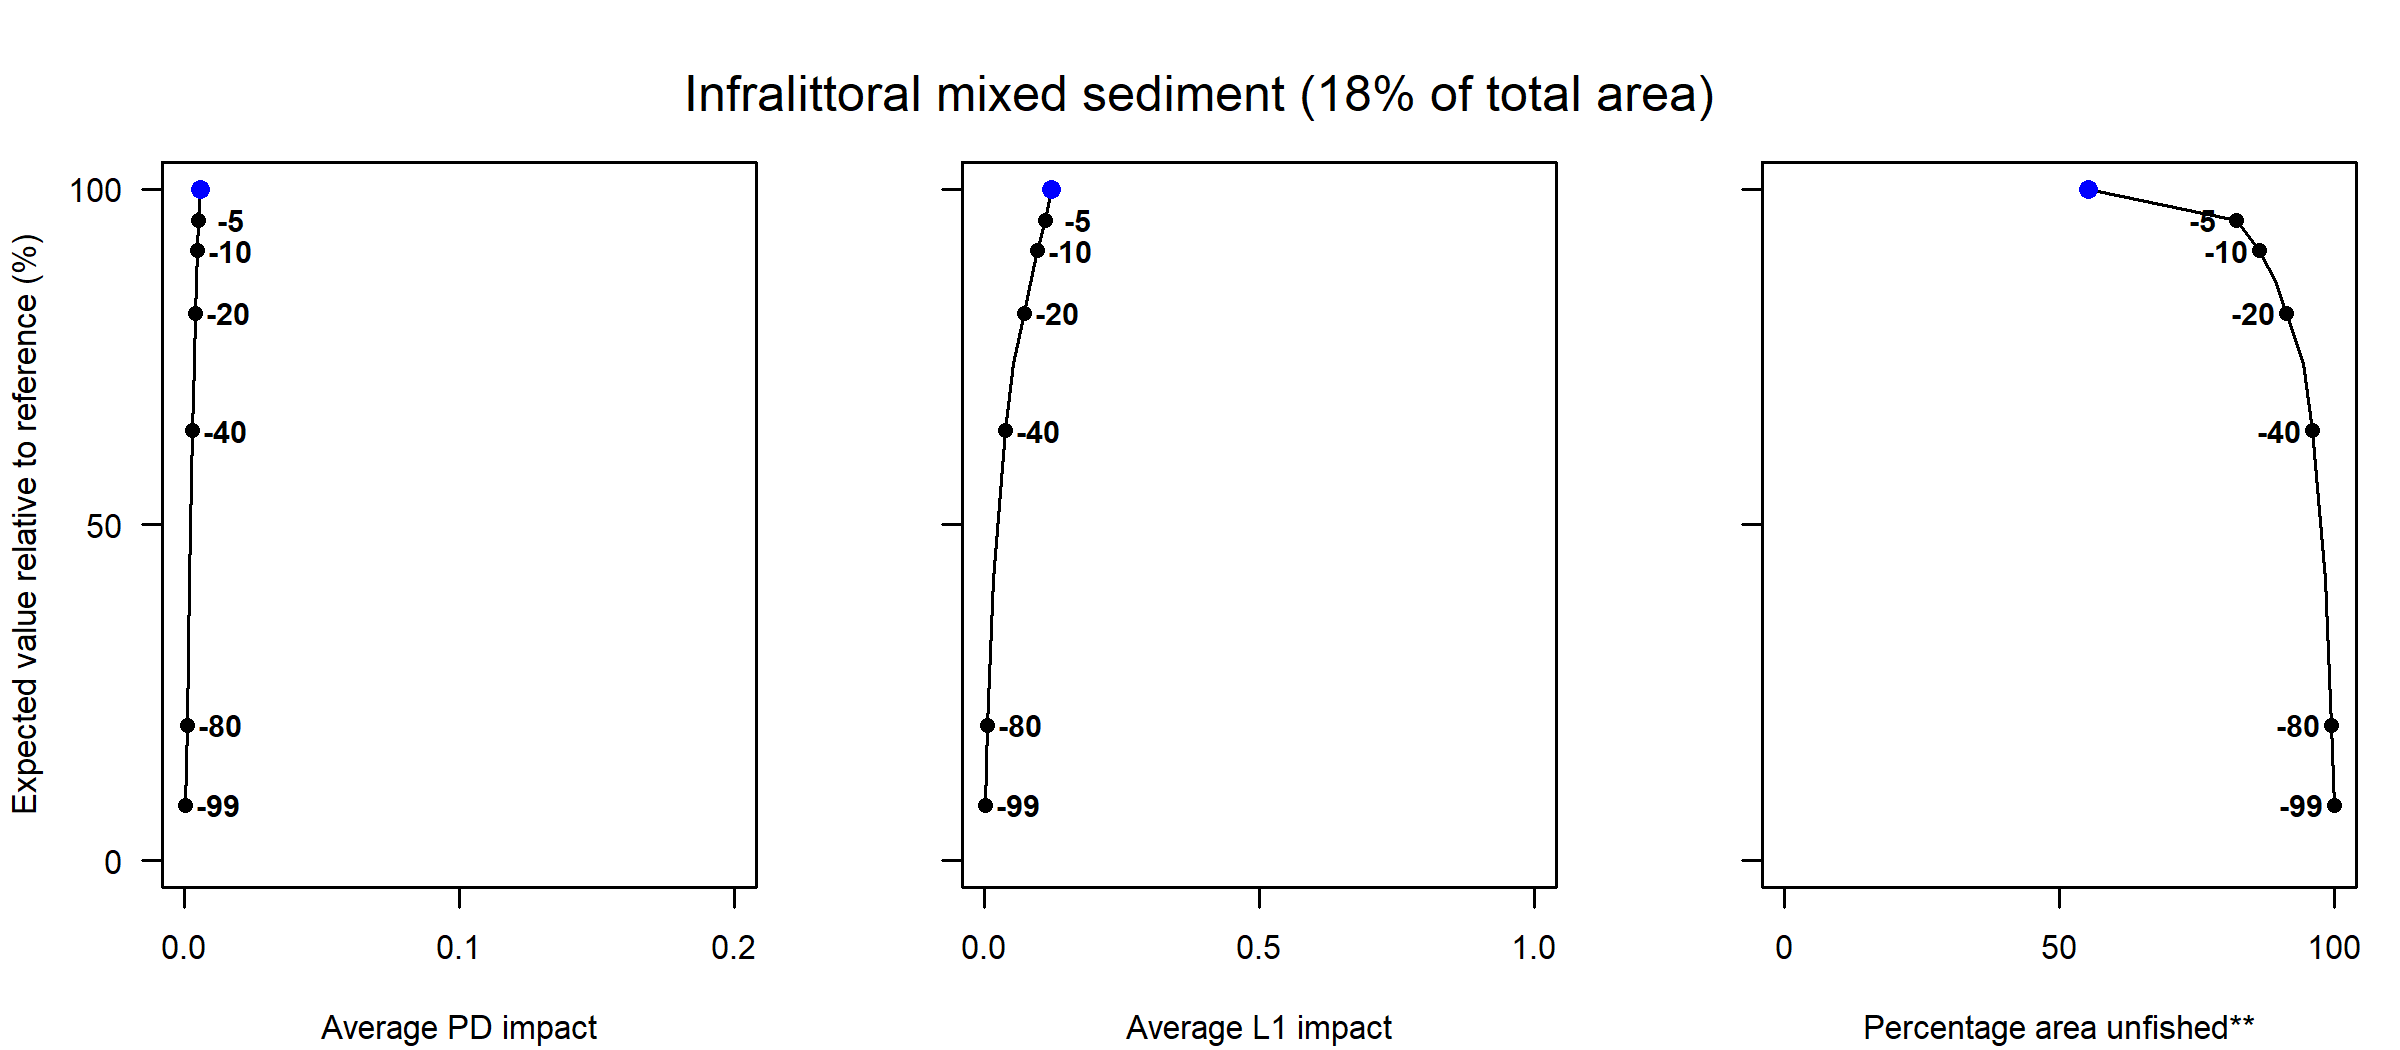 Infralittoral mixed sediment (18% of total area)
Expected value relative to reference (%)
100
50
0
-5
-10
-20
-40
-80
-99
0.0 0.1 0.2
Average PD impact
-5
-10
-20
-40
-80
-99
0.0 0.5 1.0
Average L1 impact
-5
-10
-20
-40
-80
-99
0 50 100
Percentage area unfished**